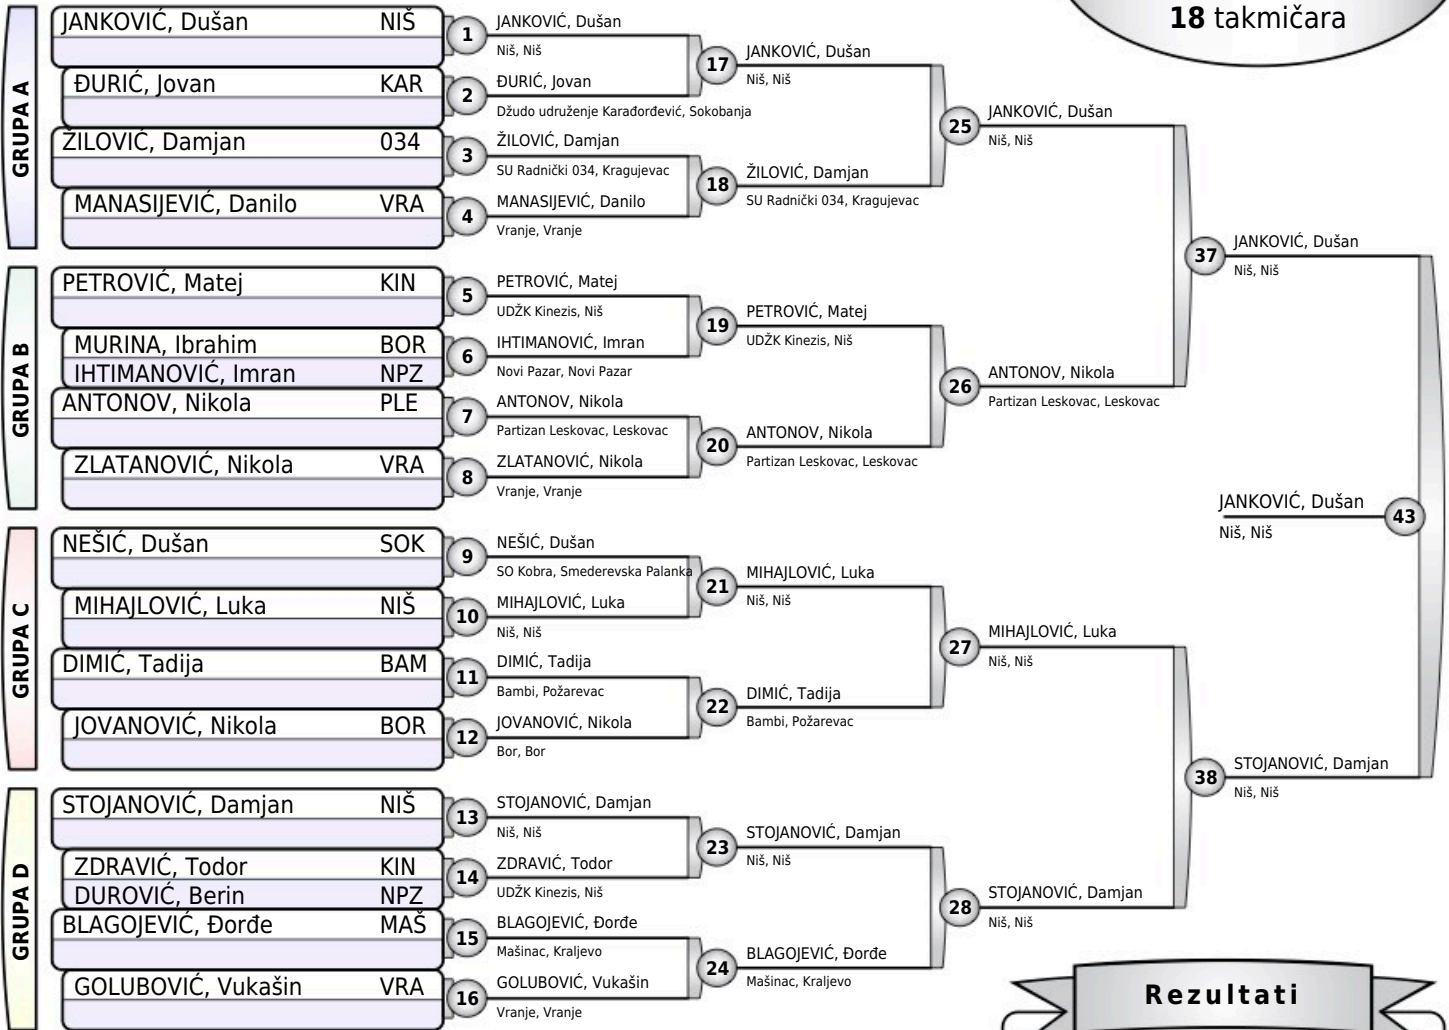 18 takmičara
GRUPA A
JANKOVIĆ, Dušan NIŠ
ĐURIĆ, Jovan KAR
ŽILOVIĆ, Damjan 034
MANASIJEVIĆ, Danilo VRA
GRUPA B
PETROVIĆ, Matej KIN
MURINA, Ibrahim BOR
IHTIMANOVIĆ, Imran NPZ
ANTONOV, Nikola PLE
ZLATANOVIĆ, Nikola VRA
GRUPA C
NEŠIĆ, Dušan SOK
MIHAJLOVIĆ, Luka NIŠ
DIMIĆ, Tadija BAM
JOVANOVIĆ, Nikola BOR
GRUPA D
STOJANOVIĆ, Damjan NIŠ
ZDRAVIĆ, Todor KIN
DUROVIĆ, Berin NPZ
BLAGOJEVIĆ, Đorđe MAŠ
GOLUBOVIĆ, Vukašin VRA
1
JANKOVIĆ, Dušan
Niš, Niš
2
ĐURIĆ, Jovan
Džudo udruženje Karađorđević, Sokobanja
3
ŽILOVIĆ, Damjan
SU Radnički 034, Kragujevac
4
MANASIJEVIĆ, Danilo
Vranje, Vranje
5
PETROVIĆ, Matej
UDŽK Kinezis, Niš
6
IHTIMANOVIĆ, Imran
Novi Pazar, Novi Pazar
7
ANTONOV, Nikola
Partizan Leskovac, Leskovac
8
ZLATANOVIĆ, Nikola
Vranje, Vranje
9
NEŠIĆ, Dušan
SO Kobra, Smederevska Palanka
10
MIHAJLOVIĆ, Luka
Niš, Niš
11
DIMIĆ, Tadija
Bambi, Požarevac
12
JOVANOVIĆ, Nikola
Bor, Bor
13
STOJANOVIĆ, Damjan
Niš, Niš
14
ZDRAVIĆ, Todor
UDŽK Kinezis, Niš
15
BLAGOJEVIĆ, Đorđe
Mašinac, Kraljevo
16
GOLUBOVIĆ, Vukašin
Vranje, Vranje
17
JANKOVIĆ, Dušan
Niš, Niš
18
ŽILOVIĆ, Damjan
SU Radnički 034, Kragujevac
19
PETROVIĆ, Matej
UDŽK Kinezis, Niš
20
ANTONOV, Nikola
Partizan Leskovac, Leskovac
21
MIHAJLOVIĆ, Luka
Niš, Niš
22
DIMIĆ, Tadija
Bambi, Požarevac
23
STOJANOVIĆ, Damjan
Niš, Niš
24
BLAGOJEVIĆ, Đorđe
Mašinac, Kraljevo
25
JANKOVIĆ, Dušan
Niš, Niš
26
ANTONOV, Nikola
Partizan Leskovac, Leskovac
27
MIHAJLOVIĆ, Luka
Niš, Niš
28
STOJANOVIĆ, Damjan
Niš, Niš
37
JANKOVIĆ, Dušan
Niš, Niš
38
STOJANOVIĆ, Damjan
Niš, Niš
JANKOVIĆ, Dušan
Niš, Niš
43
Rezultati